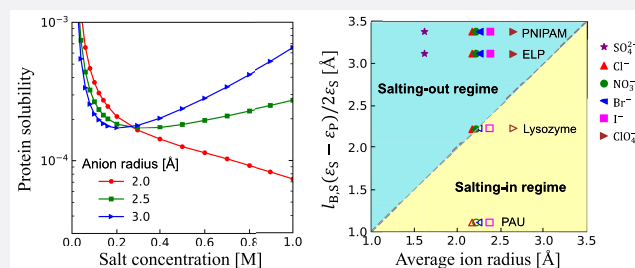 Protein solubility
10⁻³
10⁻⁴
Anion radius [Å]
2.0
2.5
3.0
0.0 0.2 0.4 0.6 0.8 1.0
Salt concentration [M]
l_B,S(ε_S − ε_P)/2ε_S [Å]
3.5
3.0
2.5
2.0
1.5
1.0
PNIPAM
ELP
Salting-out regime
Lysozyme
Salting-in regime
PAU
1.0 1.5 2.0 2.5 3.0 3.5
Average ion radius [Å]
SO₄²⁻
Cl⁻
NO₃⁻
Br⁻
I⁻
ClO₄⁻